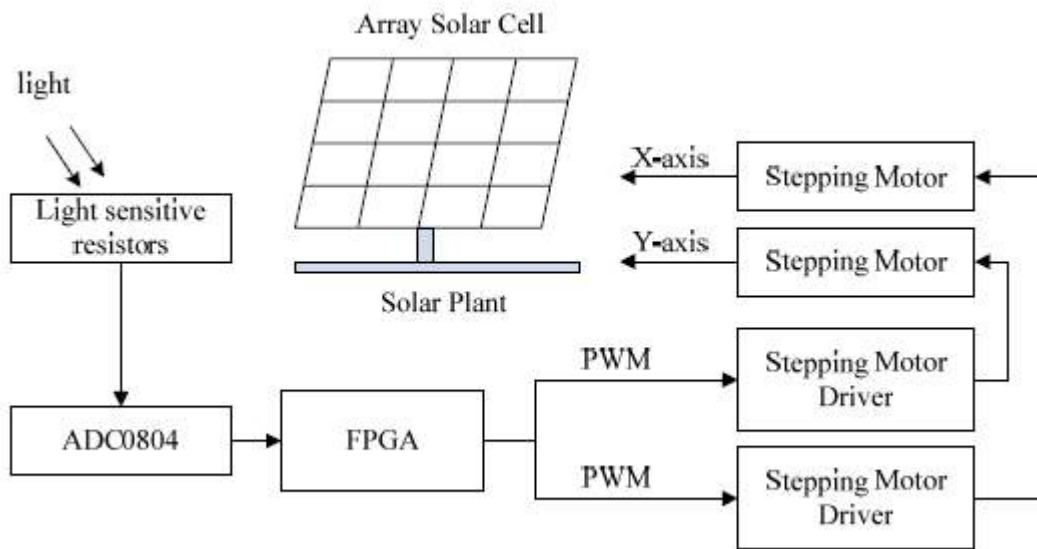 Array Solar Cell
light
X-axis
Stepping Motor
Light sensitive
resistors
Y-axis
Stepping Motor
Solar Plant
PWM
Stepping Motor
Driver
ADC0804
FPGA
PWM
Stepping Motor
Driver